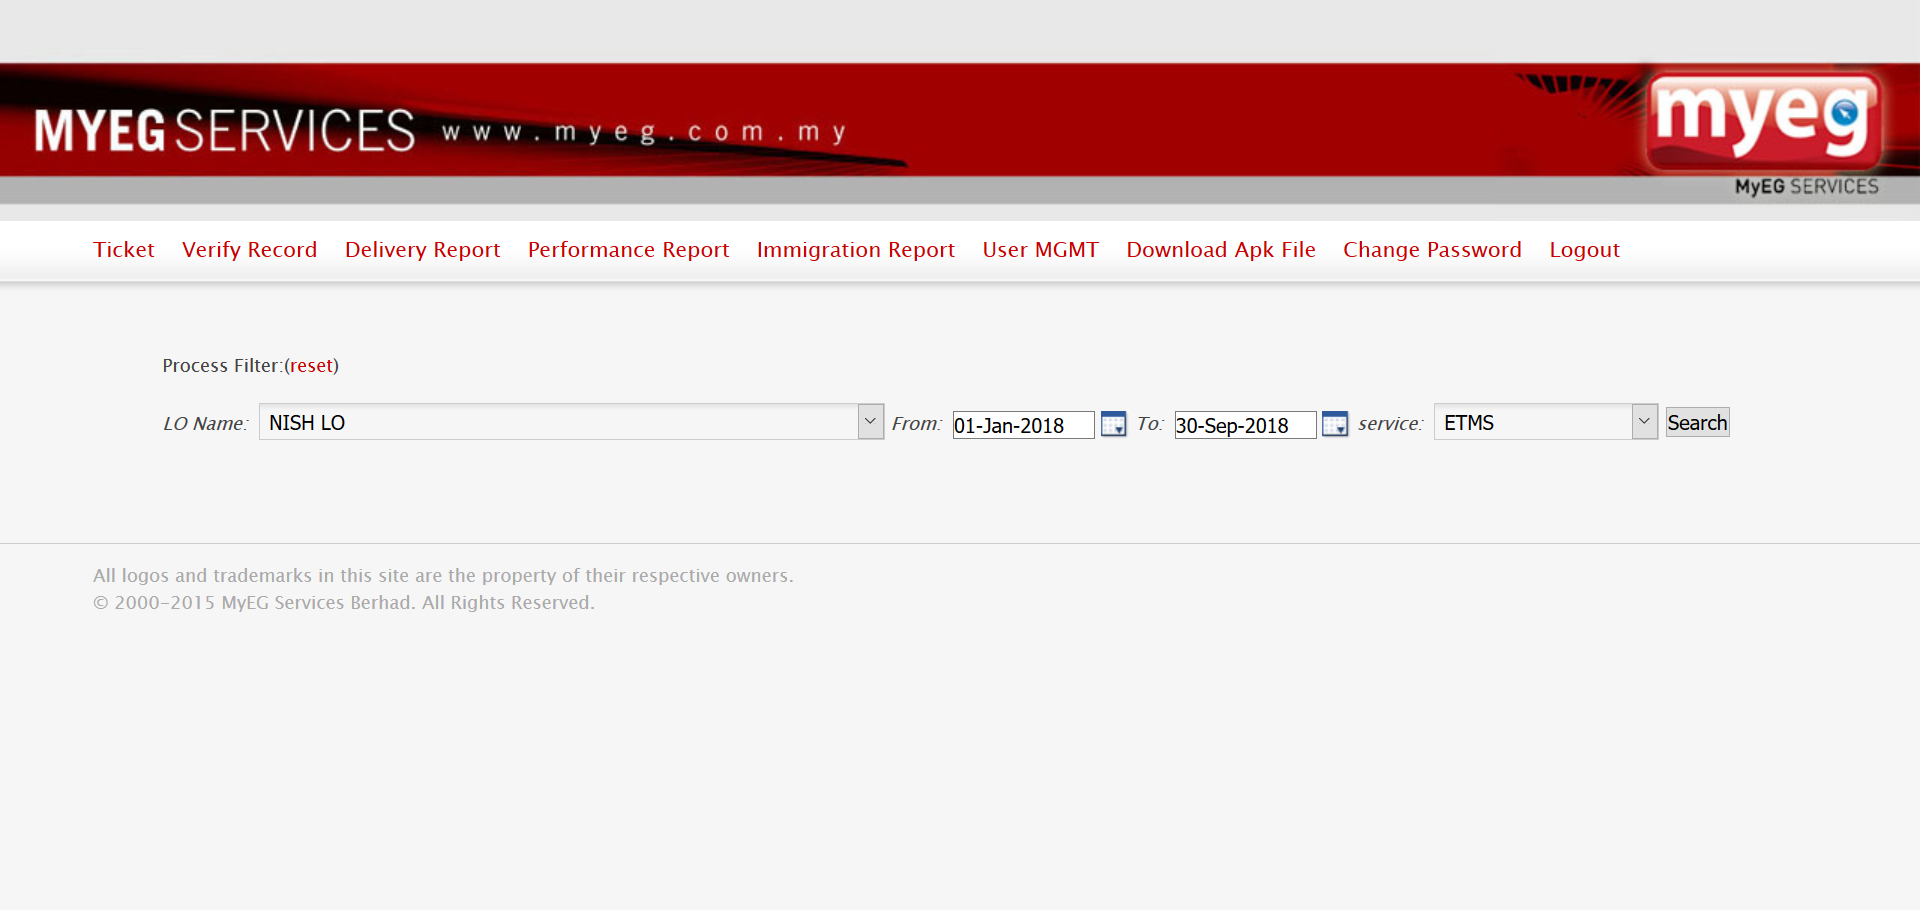 MYEG SERVICES www.myeg.com.my
myeg
MyEG SERVICES
Ticket Verify Record Delivery Report Performance Report Immigration Report User MGMT Download Apk File Change Password Logout
Process Filter:(reset)
LO Name: NISH LO From: 01-Jan-2018 To: 30-Sep-2018 service: ETMS Search
All logos and trademarks in this site are the property of their respective owners.
© 2000-2015 MyEG Services Berhad. All Rights Reserved.